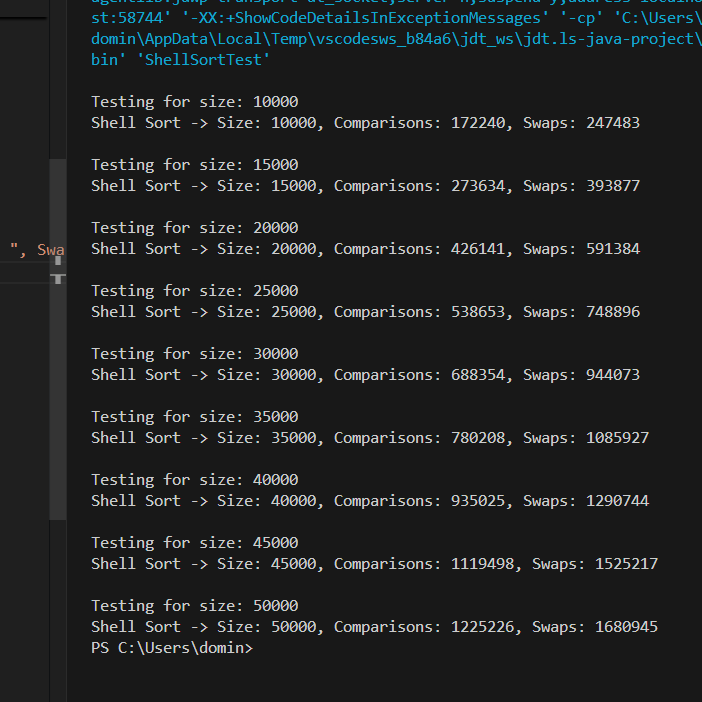 st:58744' '-XX:+ShowCodeDetailsInExceptionMessages' '-cp' 'C:\Users\
domin\AppData\Local\Temp\vscodesws_b84a6\jdt_ws\jdt.ls-java-project\
bin' 'ShellSortTest'
Testing for size: 10000
Shell Sort -> Size: 10000, Comparisons: 172240, Swaps: 247483
Testing for size: 15000
Shell Sort -> Size: 15000, Comparisons: 273634, Swaps: 393877
Testing for size: 20000
", Swa
Shell Sort -> Size: 20000, Comparisons: 426141, Swaps: 591384
Testing for size: 25000
Shell Sort -> Size: 25000, Comparisons: 538653, Swaps: 748896
Testing for size: 30000
Shell Sort -> Size: 30000, Comparisons: 688354, Swaps: 944073
Testing for size: 35000
Shell Sort -> Size: 35000, Comparisons: 780208, Swaps: 1085927
Testing for size: 40000
Shell Sort -> Size: 40000, Comparisons: 935025, Swaps: 1290744
Testing for size: 45000
Shell Sort -> Size: 45000, Comparisons: 1119498, Swaps: 1525217
Testing for size: 50000
Shell Sort -> Size: 50000, Comparisons: 1225226, Swaps: 1680945
PS C:\Users\domin>